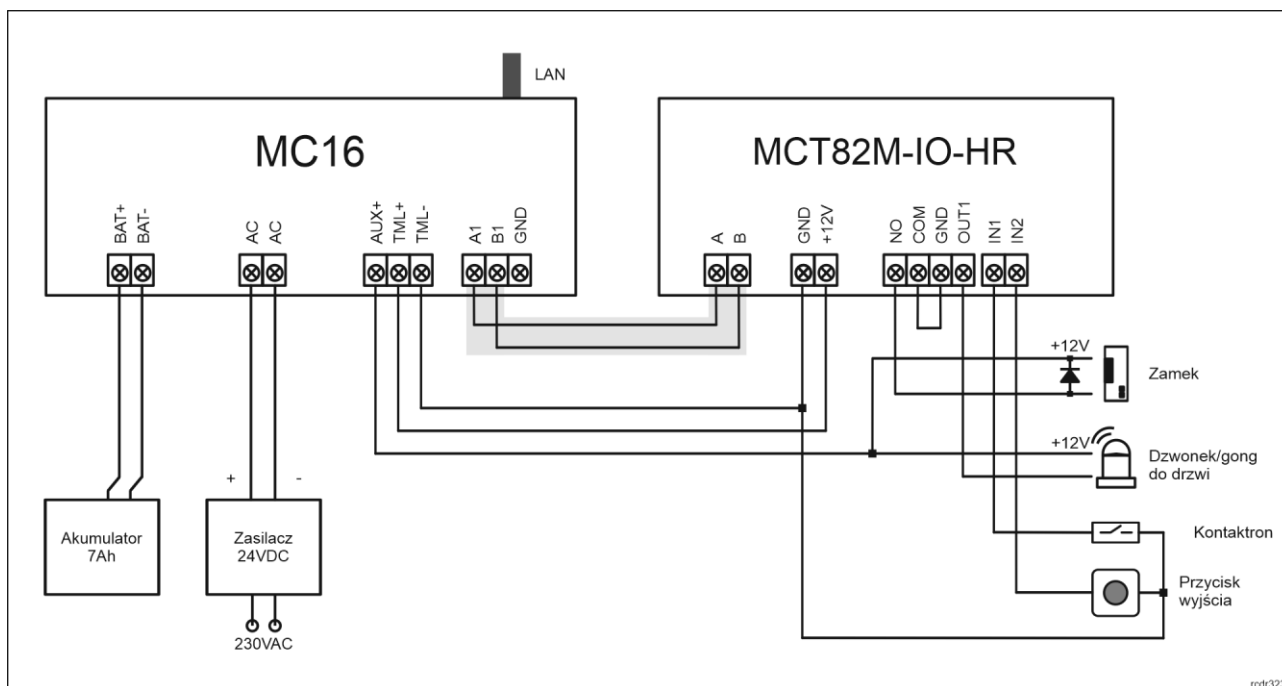 LAN
MC16
MCT82M-IO-HR
BAT+
BAT-
AC
AC
AUX+
TML+
TML-
A1
B1
GND
A
B
GND
+12V
NO
COM
GND
OUT1
IN1
IN2
+12V
Zamek
+12V
Dzwonek/gong
do drzwi
+
-
Akumulator
7Ah
Zasilacz
24VDC
Kontaktron
Przycisk
wyjścia
230VAC